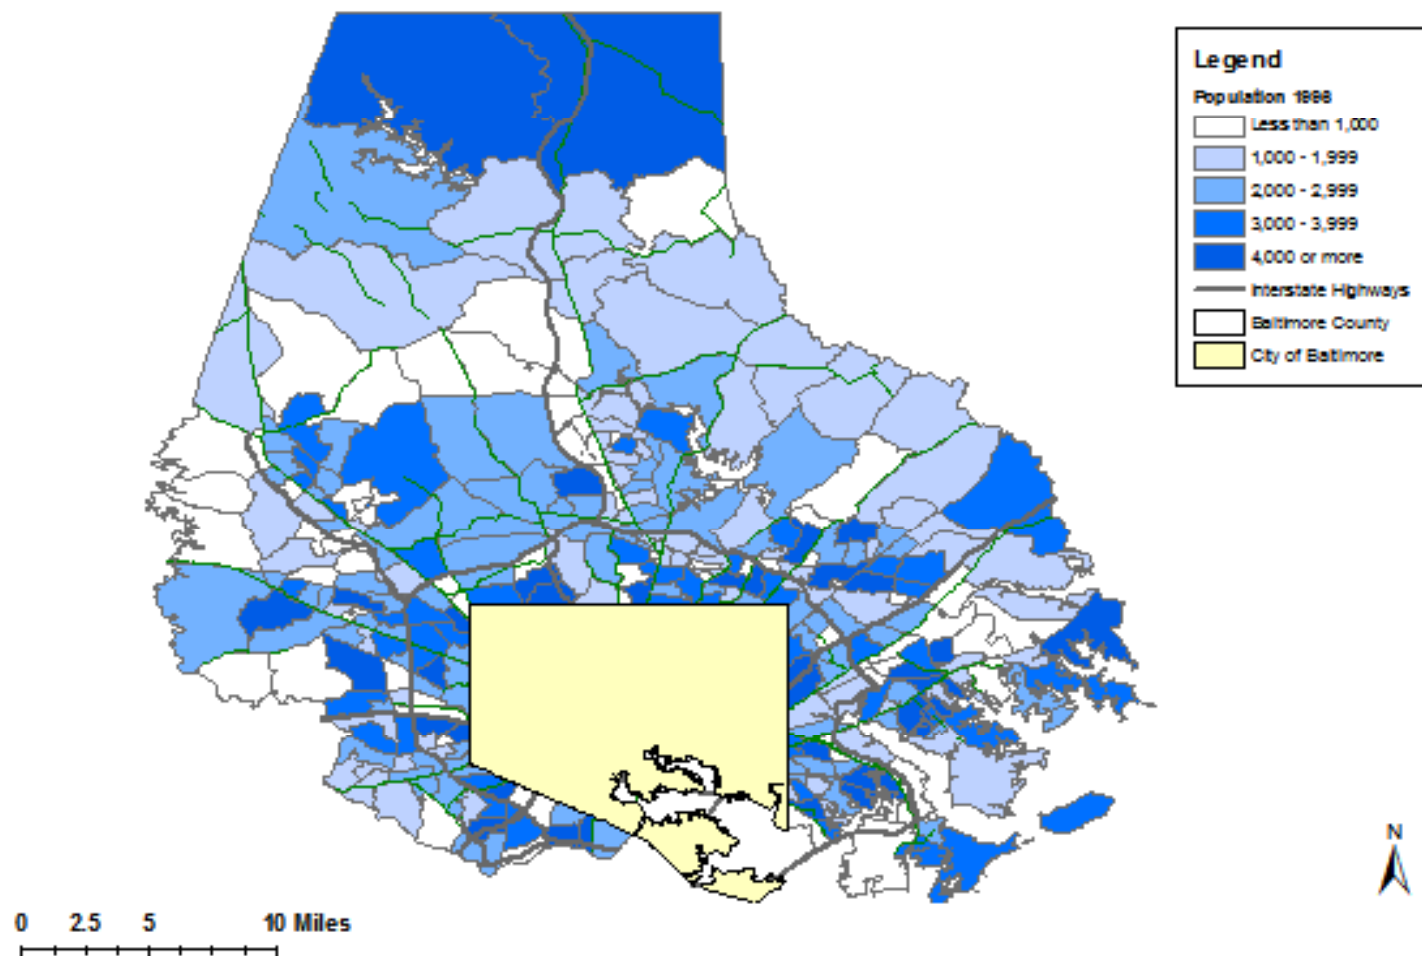 Legend
Population 1998
Less than 1,000
1,000 - 1,999
2,000 - 2,999
3,000 - 3,999
4,000 or more
Interstate Highways
Baltimore County
City of Baltimore
N
0 2.5 5 10 Miles